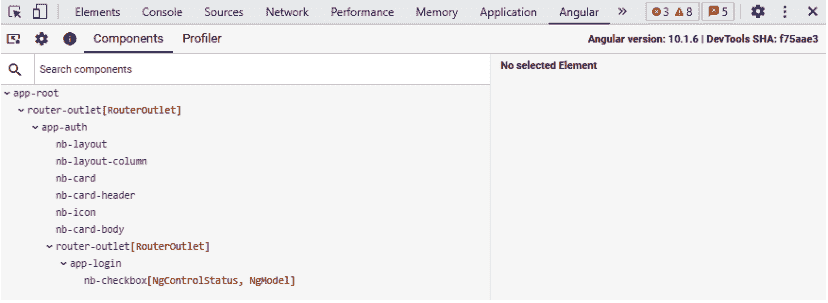 Elements Console Sources Network Performance Memory Application Angular » 3 8 5
Components Profiler Angular version: 10.1.6 | DevTools SHA: f75aae3
Search components No selected Element
app-root
router-outlet[RouterOutlet]
app-auth
nb-layout
nb-layout-column
nb-card
nb-card-header
nb-icon
nb-card-body
router-outlet[RouterOutlet]
app-login
nb-checkbox[NgControlStatus, NgModel]